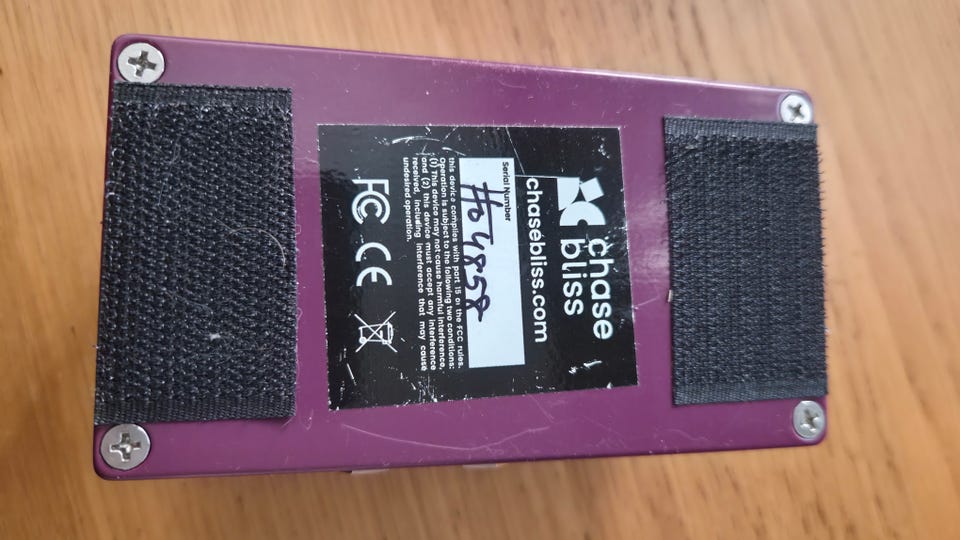 chase
bliss
chasebliss.com
Serial Number
#04858
this device complies with part 15 of the FCC rules.
Operation is subject to the following two conditions:
(1) This device may not cause harmful interference,
and (2) this device must accept any interference
received, including interference that may cause
undesired operation.
FC CE